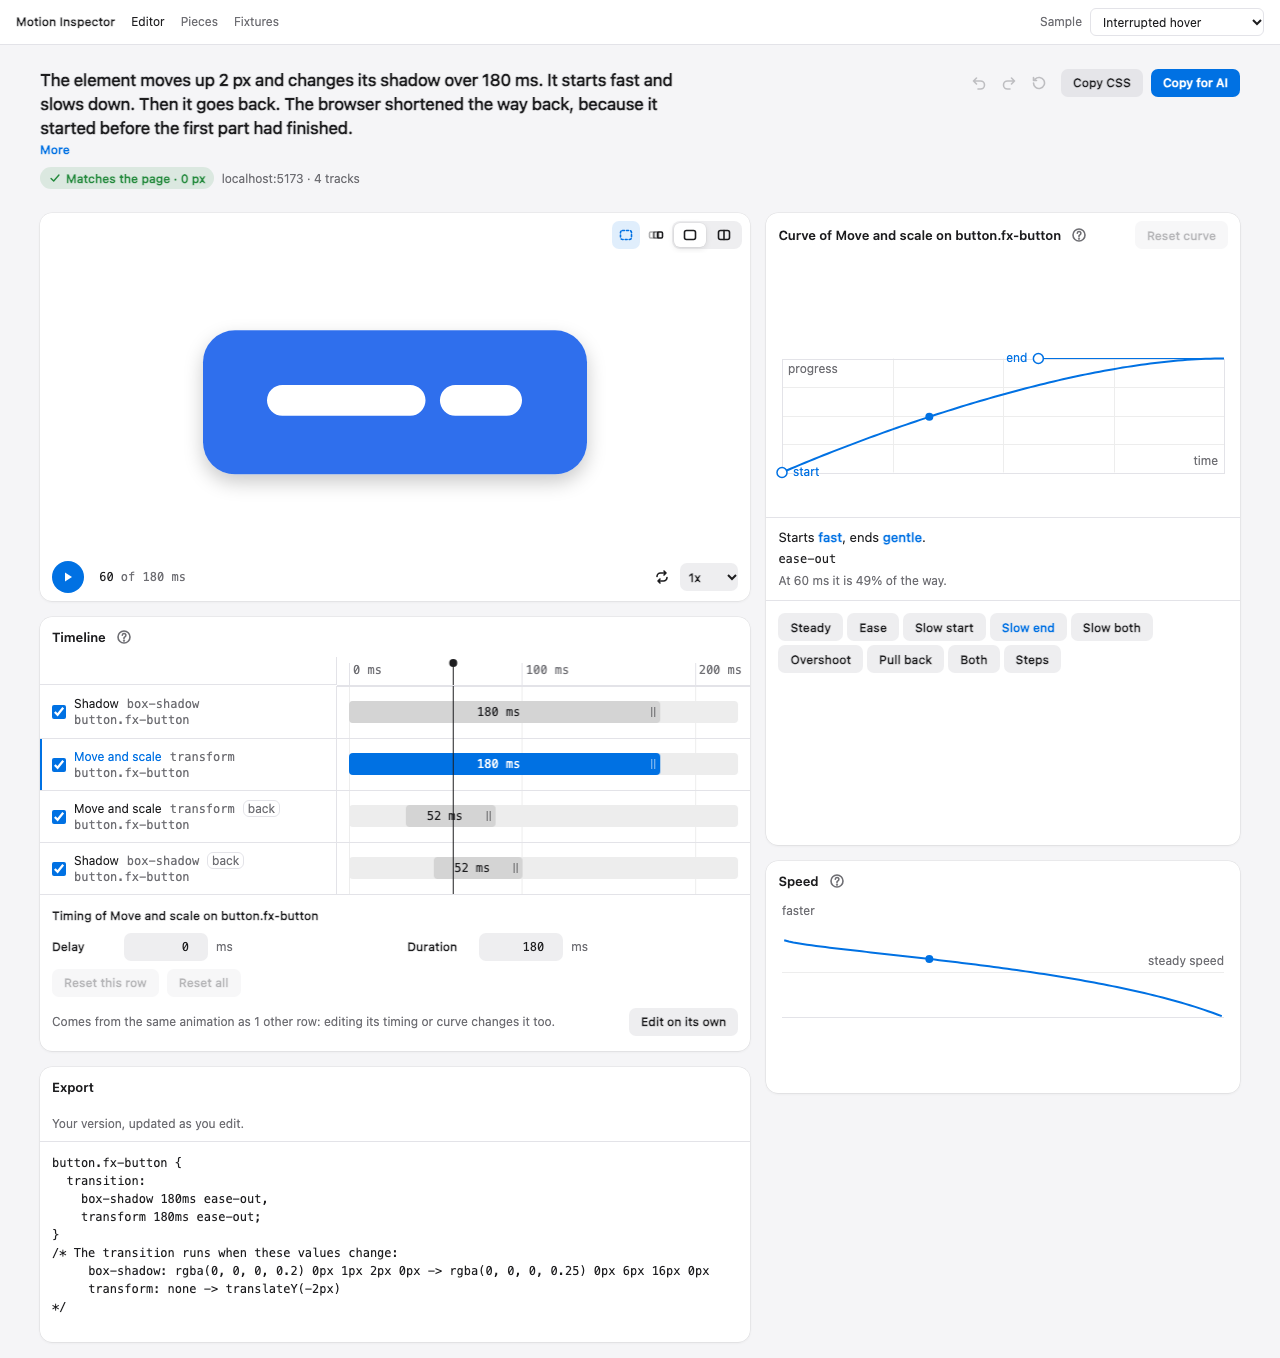 Motion Inspector Editor Pieces Fixtures Sample Interrupted hover
The element moves up 2 px and changes its shadow over 180 ms. It starts fast and
slows down. Then it goes back. The browser shortened the way back, because it
started before the first part had finished.
More
Copy CSS Copy for AI
Matches the page · 0 px localhost:5173 · 4 tracks
60 of 180 ms 1x
Curve of Move and scale on button.fx-button Reset curve
end
progress
time
start
Starts fast, ends gentle.
ease-out
At 60 ms it is 49% of the way.
Steady Ease Slow start Slow end Slow both
Overshoot Pull back Both Steps
Timeline
0 ms 100 ms 200 ms
Shadow box-shadow
button.fx-button
180 ms
Move and scale transform
button.fx-button
180 ms
Move and scale transform back
button.fx-button
52 ms
Shadow box-shadow back
button.fx-button
52 ms
Timing of Move and scale on button.fx-button
Delay 0 ms Duration 180 ms
Reset this row Reset all
Comes from the same animation as 1 other row: editing its timing or curve changes it too. Edit on its own
Speed
faster
steady speed
Export
Your version, updated as you edit.
button.fx-button {
transition:
box-shadow 180ms ease-out,
transform 180ms ease-out;
}
/* The transition runs when these values change:
box-shadow: rgba(0, 0, 0, 0.2) 0px 1px 2px 0px -> rgba(0, 0, 0, 0.25) 0px 6px 16px 0px
transform: none -> translateY(-2px)
*/